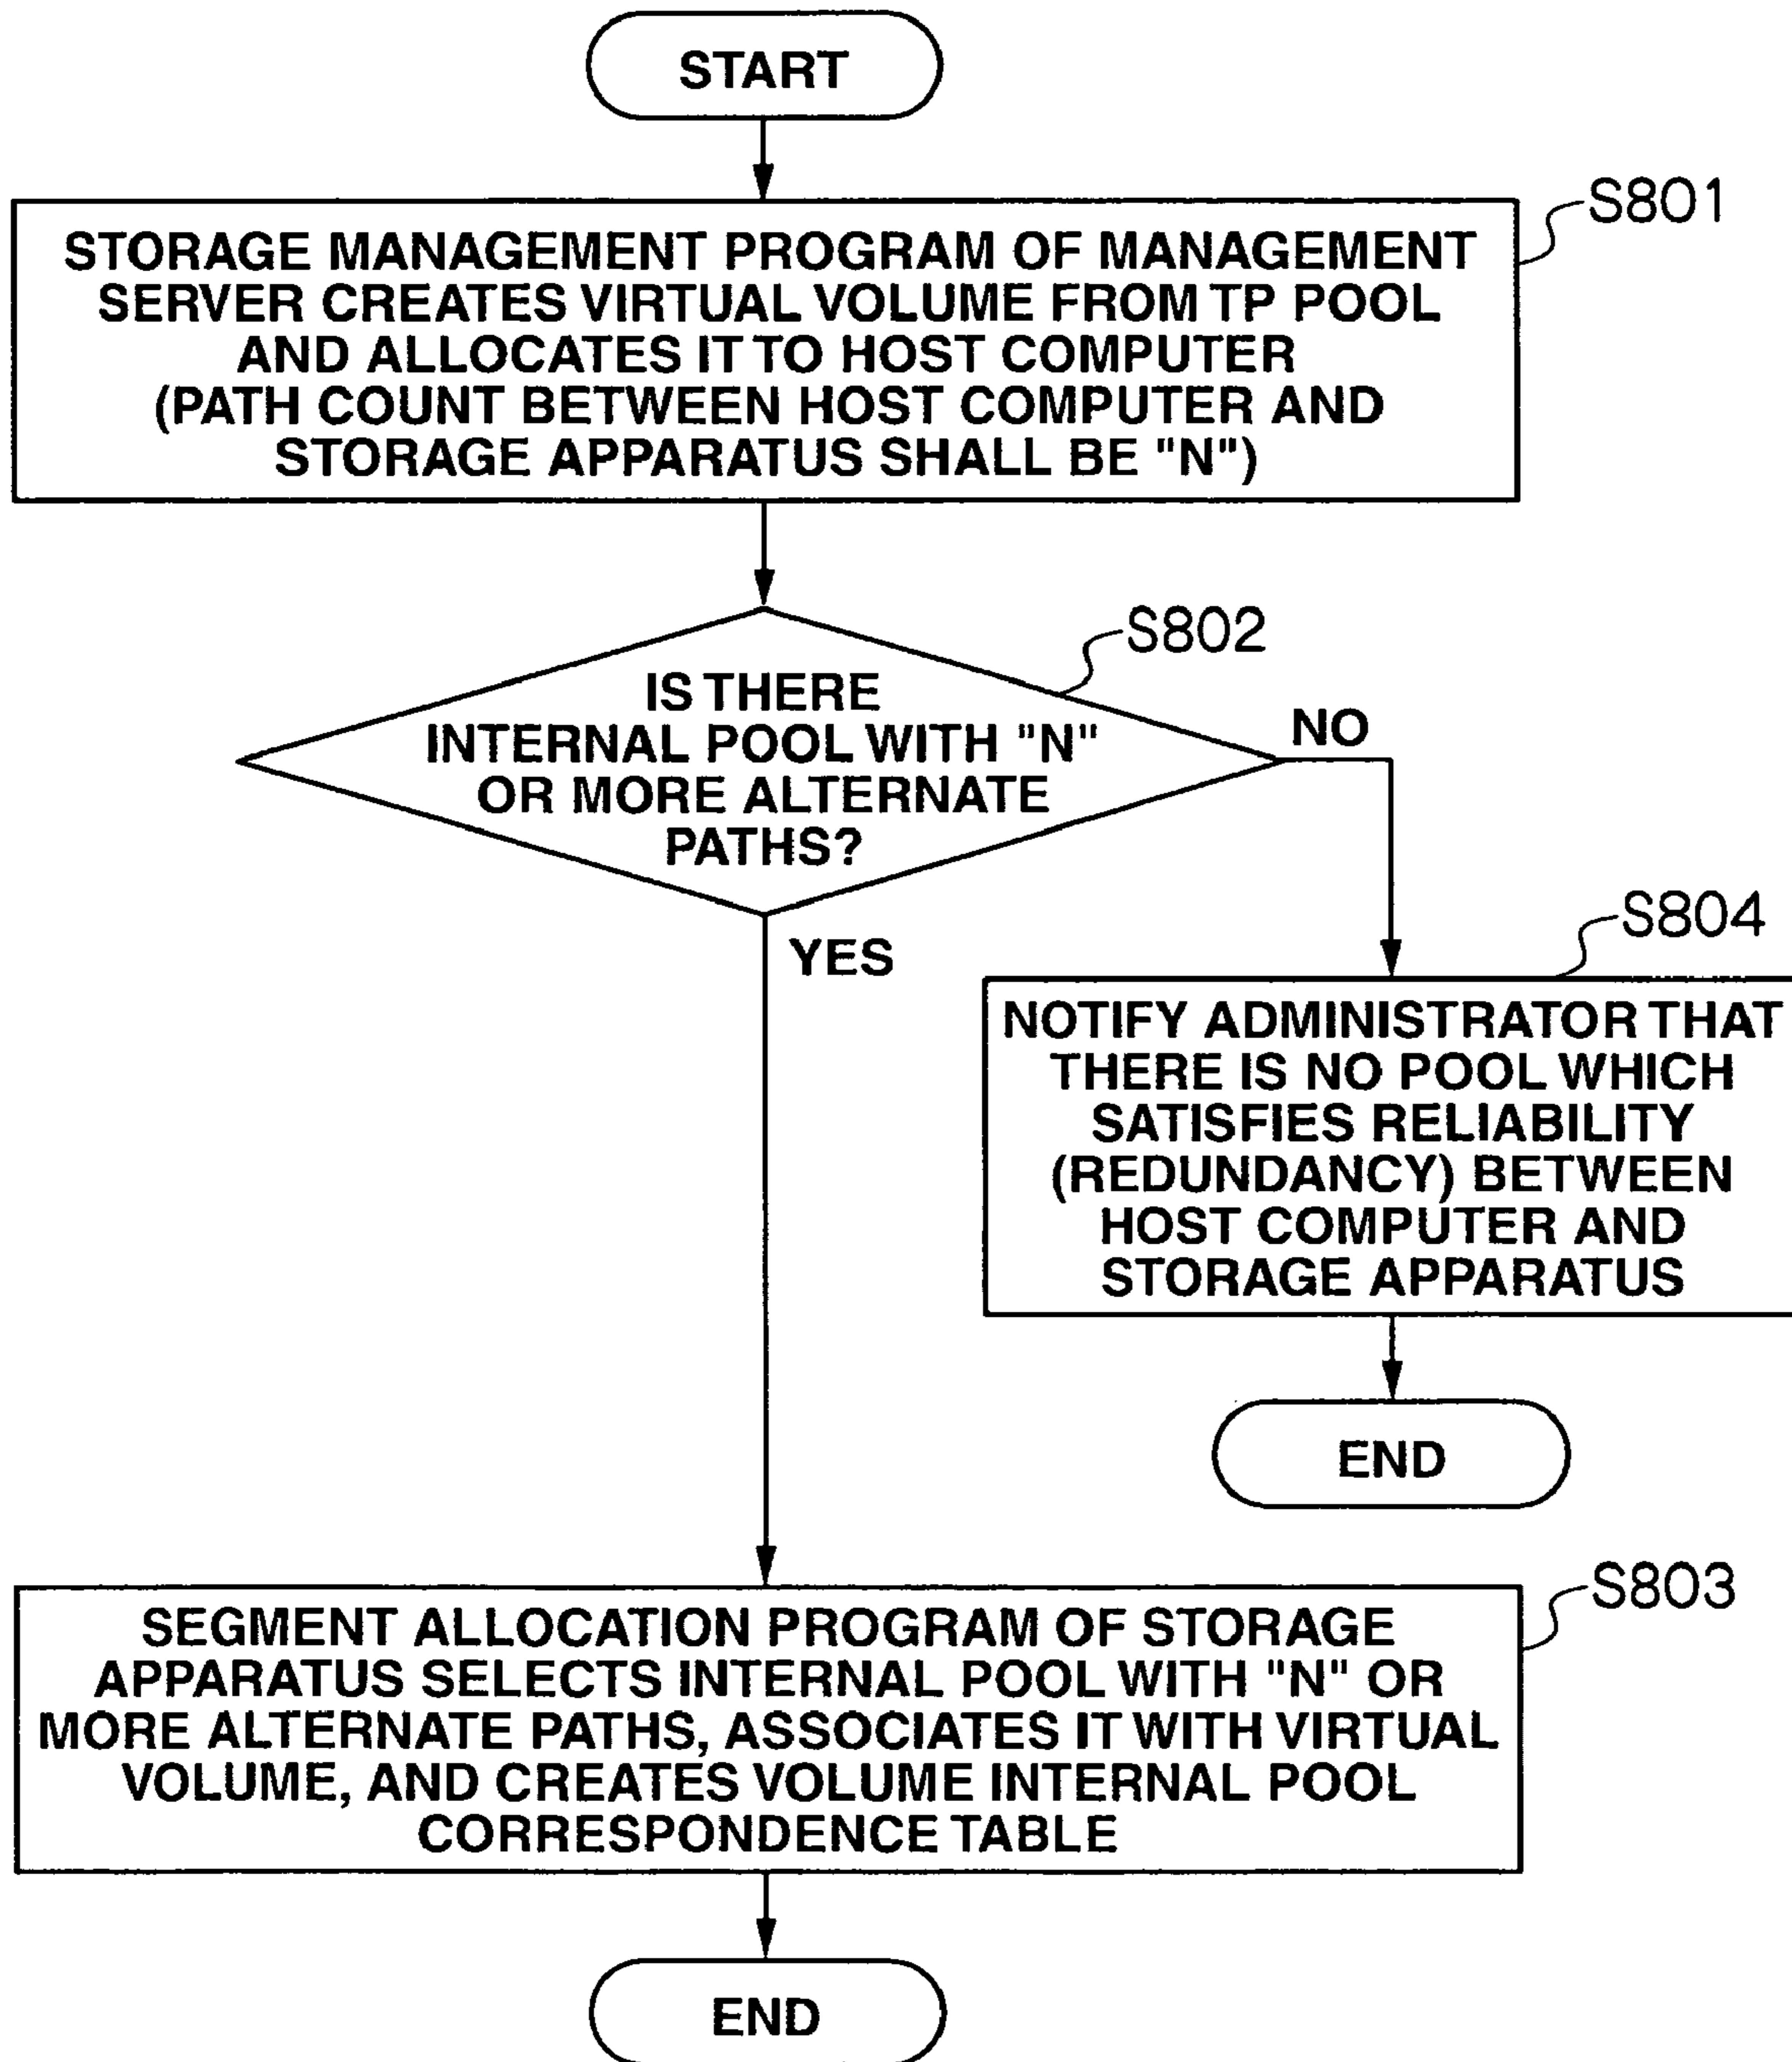 START
S801
STORAGE MANAGEMENT PROGRAM OF MANAGEMENT
SERVER CREATES VIRTUAL VOLUME FROM TP POOL
AND ALLOCATES IT TO HOST COMPUTER
(PATH COUNT BETWEEN HOST COMPUTER AND
STORAGE APPARATUS SHALL BE "N")
S802
IS THERE
INTERNAL POOL WITH "N"
OR MORE ALTERNATE
PATHS?
NO
YES
S804
NOTIFY ADMINISTRATOR THAT
THERE IS NO POOL WHICH
SATISFIES RELIABILITY
(REDUNDANCY) BETWEEN
HOST COMPUTER AND
STORAGE APPARATUS
END
S803
SEGMENT ALLOCATION PROGRAM OF STORAGE
APPARATUS SELECTS INTERNAL POOL WITH "N" OR
MORE ALTERNATE PATHS, ASSOCIATES IT WITH VIRTUAL
VOLUME, AND CREATES VOLUME INTERNAL POOL
CORRESPONDENCE TABLE
END